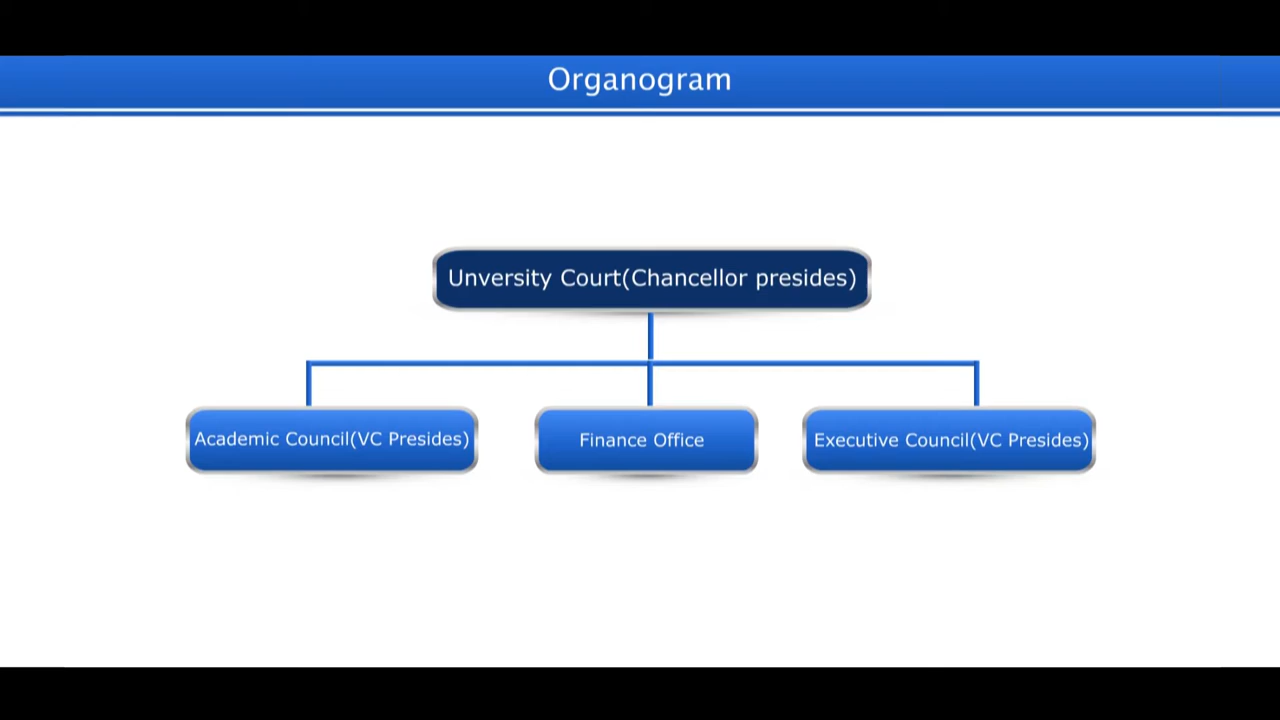 Organogram
Unversity Court(Chancellor presides)
Academic Council(VC Presides)
Finance Office
Executive Council(VC Presides)